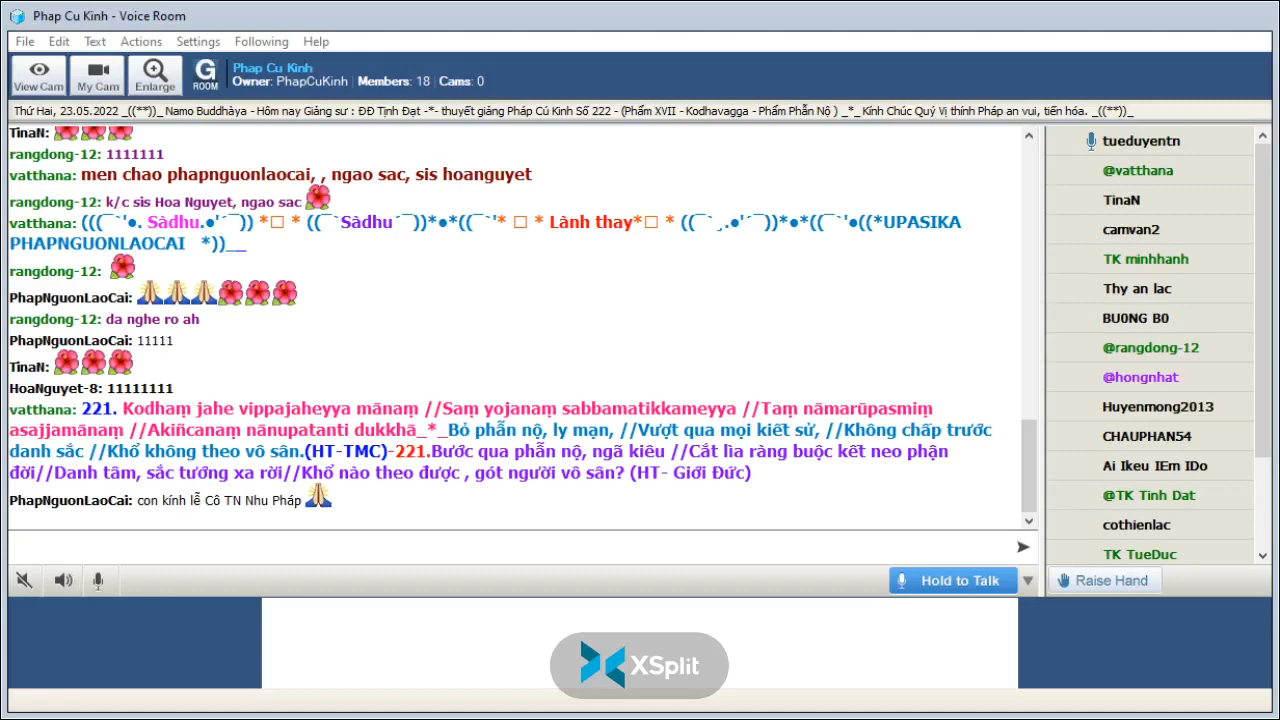 Phap Cu Kinh - Voice Room
File Edit Text Actions Settings Following Help
View Cam My Cam Enlarge G ROOM
Phap Cu Kinh
Owner: PhapCuKinh | Members: 18 | Cams: 0
Thứ Hai, 23.05.2022 _((**))_ Namo Buddhàya - Hôm nay Giảng sư : ĐĐ Tịnh Đạt -*- thuyết giảng Pháp Cú Kinh Số 222 - (Phẩm XVII - Kodhavagga - Phẩm Phẫn Nộ ) _*_ Kính Chúc Quý Vị thính Pháp an vui, tiến hóa. _((**))_
TinaN:
rangdong-12: 1111111
vatthana: men chao phapnguonlaocai, , ngao sac, sis hoanguyet
rangdong-12: k/c sis Hoa Nguyet, ngao sac
vatthana: (((¯`'●. Sàdhu.●'´¯)) *□ * ((¯`Sàdhu´¯))*●*((¯`'* □ * Lành thay*□ * ((¯`¸.●'´¯))*●*((¯`'●((*UPASIKA
PHAPNGUONLAOCAI *))__
rangdong-12:
PhapNguonLaoCai:
rangdong-12: da nghe ro ah
PhapNguonLaoCai: 11111
TinaN:
HoaNguyet-8: 11111111
vatthana: 221. Kodhaṃ jahe vippajaheyya mānaṃ //Saṃ yojanaṃ sabbamatikkameyya //Taṃ nāmarūpasmiṃ
asajjamānaṃ //Akiñcanaṃ nānupatanti dukkhā_*_Bỏ phẫn nộ, ly mạn, //Vượt qua mọi kiết sử, //Không chấp trước
danh sắc //Khổ không theo vô sân.(HT-TMC)-221.Bước qua phẫn nộ, ngã kiêu //Cắt lìa ràng buộc kết neo phận
đời//Danh tâm, sắc tướng xa rời//Khổ nào theo được , gót người vô sân? (HT- Giới Đức)
PhapNguonLaoCai: con kính lễ Cô TN Nhu Pháp
tueduyentn
@vatthana
TinaN
camvan2
TK minhhanh
Thy an lac
BU0NG B0
@rangdong-12
@hongnhat
Huyenmong2013
CHAUPHAN54
Ai Ikeu IErn IDo
@TK Tinh Dat
cothienlac
TK TueDuc
Hold to Talk
Raise Hand
XSplit